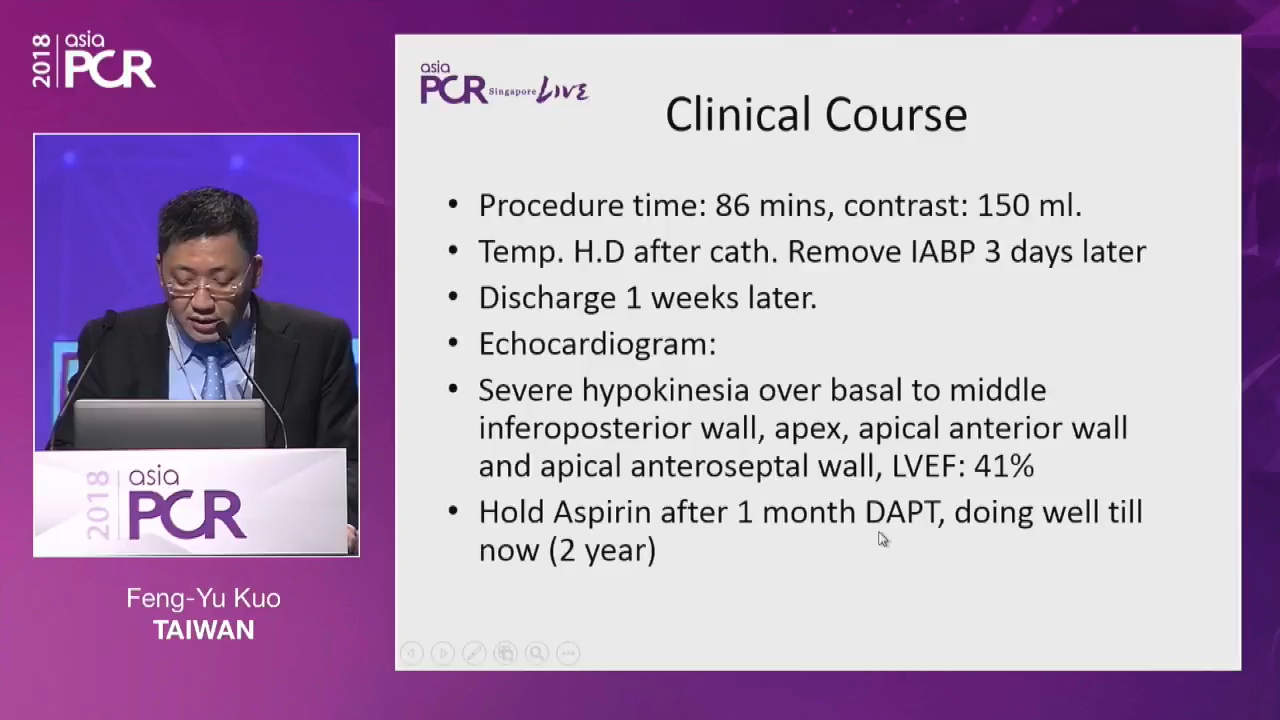 2018
asia
PCR
asia
PCR Singapore LIVE
Clinical Course
• Procedure time: 86 mins, contrast: 150 ml.
• Temp. H.D after cath. Remove IABP 3 days later
• Discharge 1 weeks later.
• Echocardiogram:
• Severe hypokinesia over basal to middle
inferoposterior wall, apex, apical anterior wall
and apical anteroseptal wall, LVEF: 41%
• Hold Aspirin after 1 month DAPT, doing well till
now (2 year)
2018
asia
PCR
Feng-Yu Kuo
TAIWAN